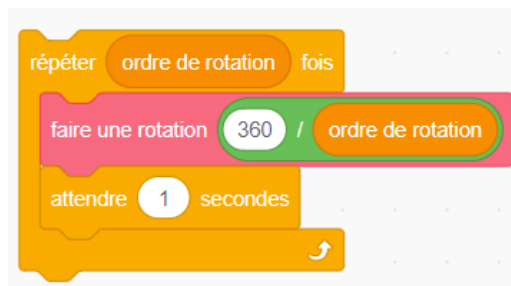 répéter ordre de rotation fois
faire une rotation 360 / ordre de rotation
attendre 1 secondes